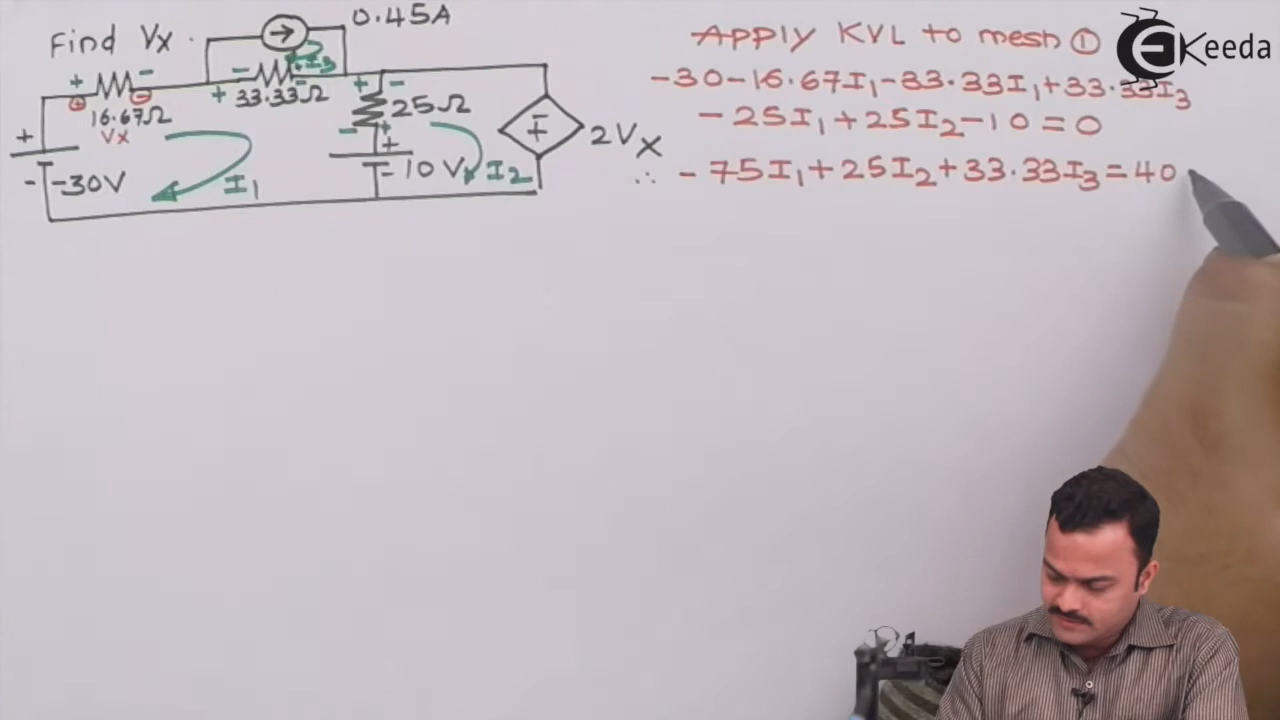 Find Vx.
0.45A
+ - - + I3 -
16.67Ω
+ 33.33Ω
+ -
25Ω
Vx
+
- +
+
2Vx
- -30V
I1
10V
I2
Apply KVL to mesh ①
-30-16.67I1-33.33I1+33.33I3
-25I1+25I2-10=0
∴ -75I1+25I2+33.33I3=40
Keeda